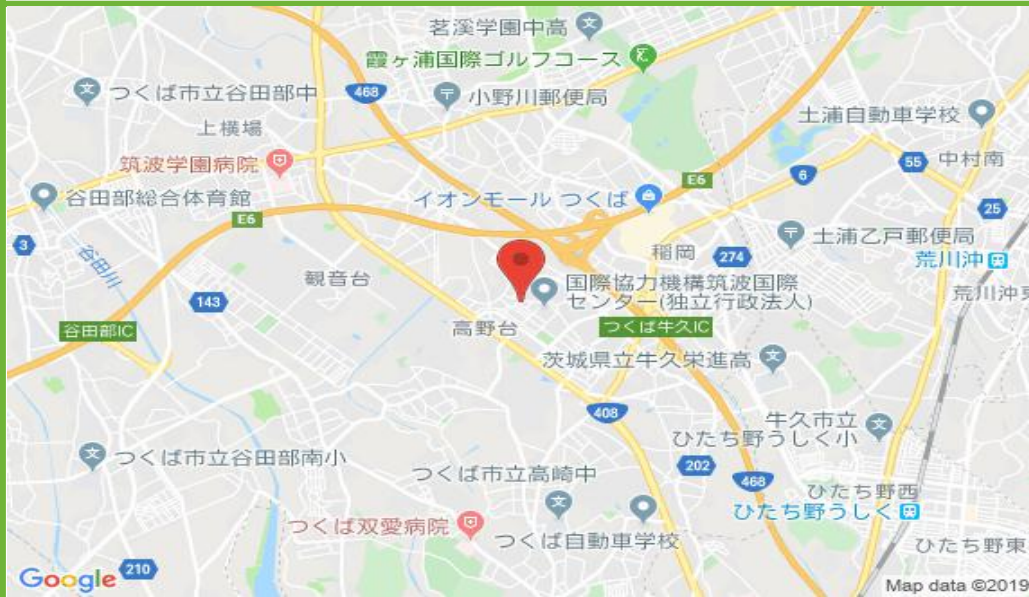 茗溪学園中高
霞ヶ浦国際ゴルフコース
468
つくば市立谷田部中
小野川郵便局
土浦自動車学校
上横場
筑波学園病院
55
中村南
6
E6
谷田部総合体育館
イオンモール つくば
25
E6
土浦乙戸郵便局
3
稲岡
274
荒川沖
谷田川
観音台
国際協力機構筑波国際
センター(独立行政法人)
荒川沖東
143
谷田部IC
高野台
つくば牛久IC
茨城県立牛久栄進高
408
牛久市立
ひたち野うしく小
つくば市立谷田部南小
つくば市立高崎中
202
468
ひたち野西
ひたち野うしく
つくば双愛病院
つくば自動車学校
ひたち野東
Google
210
Map data ©2019